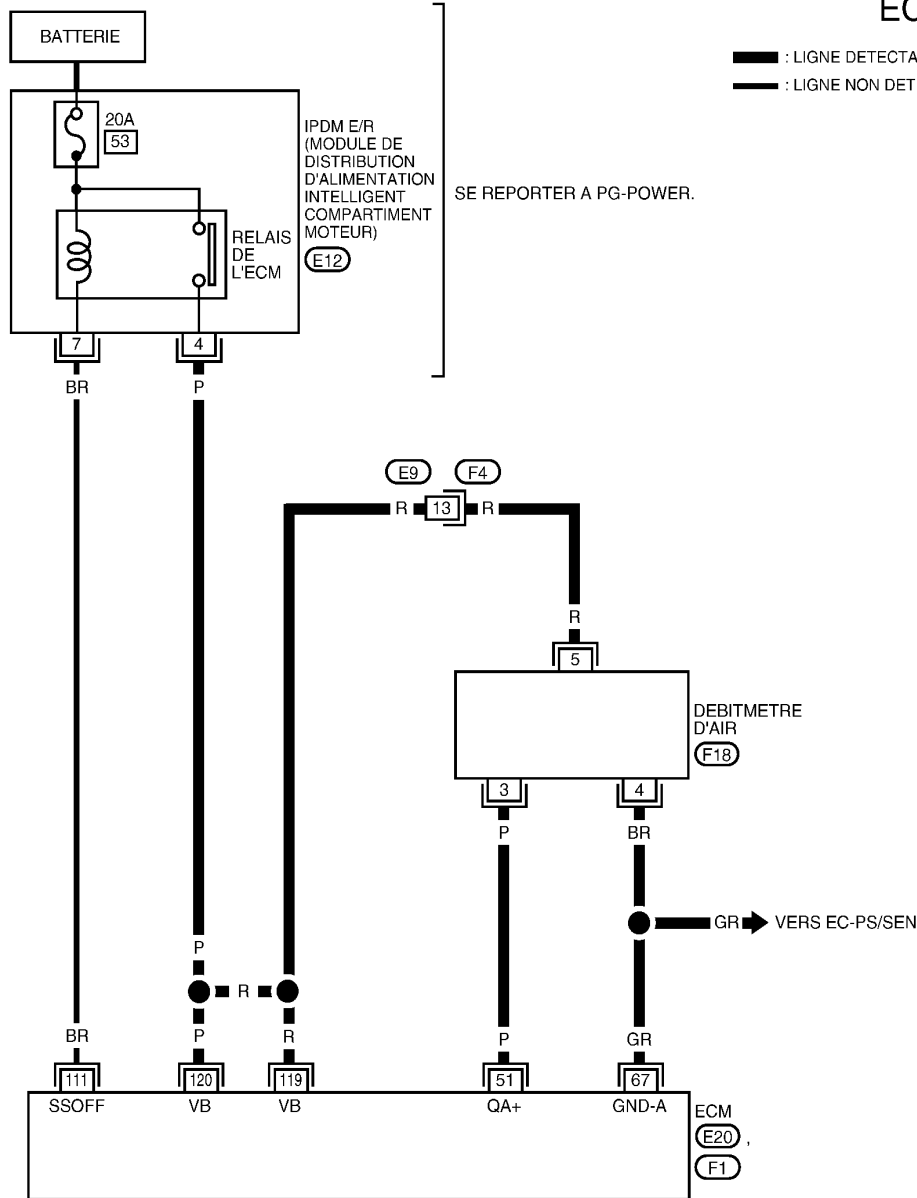 EC
BATTERIE
: LIGNE DETECTA
: LIGNE NON DET
20A
53
IPDM E/R
(MODULE DE
DISTRIBUTION
D'ALIMENTATION
INTELLIGENT
COMPARTIMENT
MOTEUR)
E12
SE REPORTER A PG-POWER.
RELAIS
DE
L'ECM
7
4
BR
P
E9
F4
R
13
R
R
5
DEBITMETRE
D'AIR
F18
3
4
P
BR
GR
VERS EC-PS/SEN
P
R
BR
P
R
P
GR
111
120
119
51
67
SSOFF
VB
VB
QA+
GND-A
ECM
E20 ,
F1